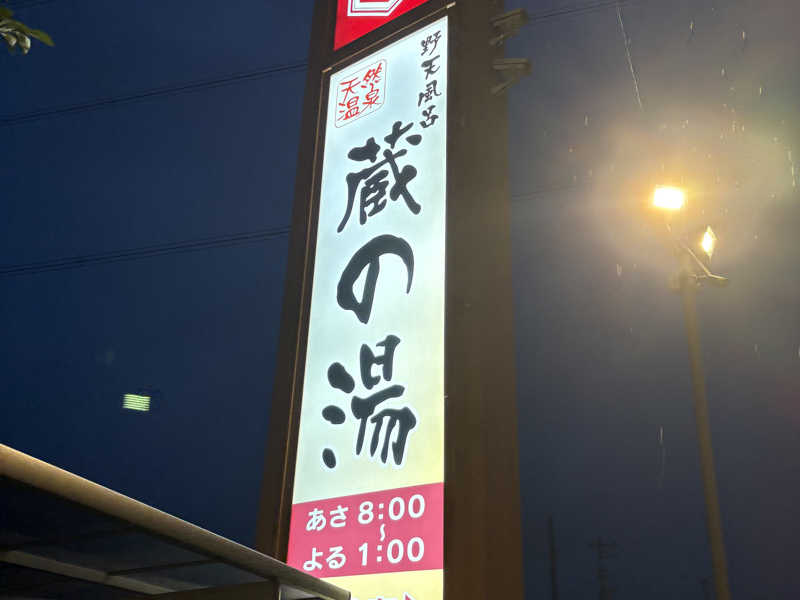 野天風呂
天然温泉
蔵の湯
あさ 8:00
～
よる 1:00